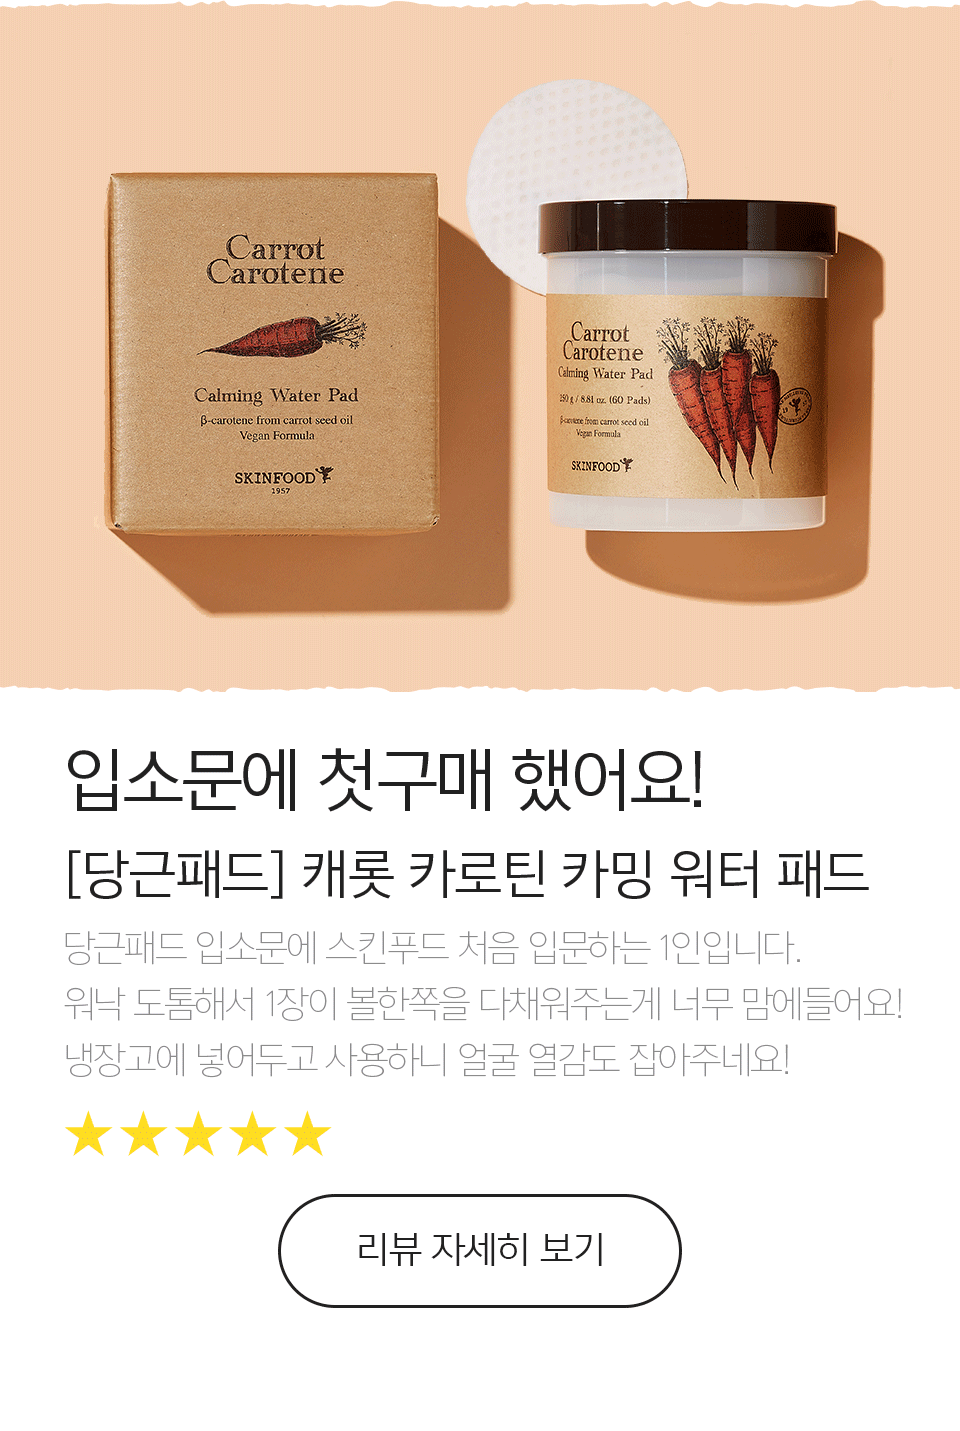 Carrot
Carotene
Calming Water Pad
β-carotene from carrot seed oil
Vegan Formula
SKINFOOD
1957
Carrot
Carotene
Calming Water Pad
250 g / 8.81 oz. (60 Pads)
β-carotene from carrot seed oil
Vegan Formula
SKINFOOD
입소문에 첫구매 했어요!
[당근패드] 캐롯 카로틴 카밍 워터 패드
당근패드 입소문에 스킨푸드 처음 입문하는 1인입니다.
워낙 도톰해서 1장이 볼한쪽을 다채워주는게 너무 맘에들어요!
냉장고에 넣어두고 사용하니 얼굴 열감도 잡아주네요!
리뷰 자세히 보기